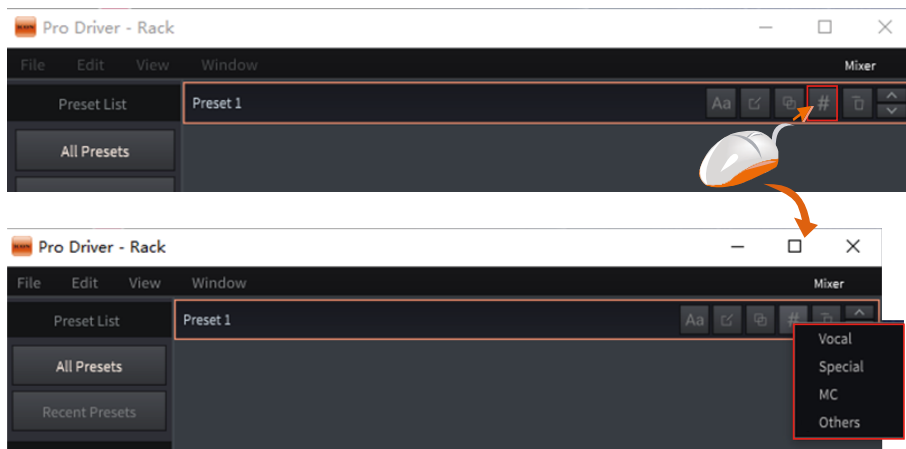 Pro Driver - Rack
File Edit View Window Mixer
Preset List Preset 1 Aa #
All Presets
Pro Driver - Rack
File Edit View Window Mixer
Preset List Preset 1 Aa #
Vocal
All Presets Special
MC
Recent Presets
Others